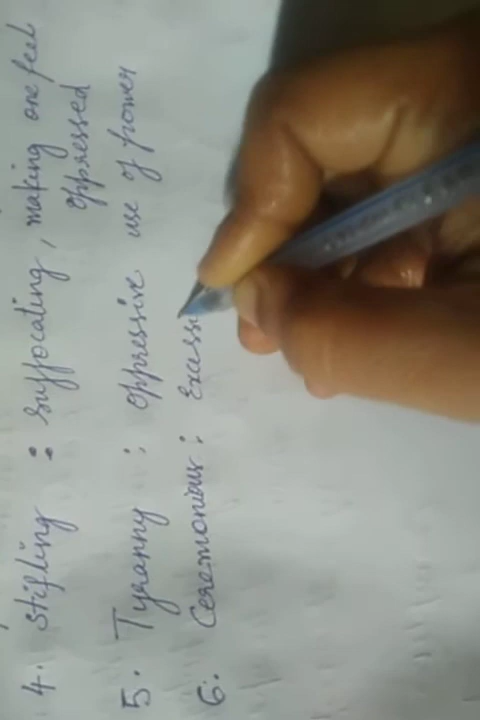 4. Stifling : suffocating, making one feel
oppressed
5. Tyranny : oppressive use of power
6. Ceremonious :